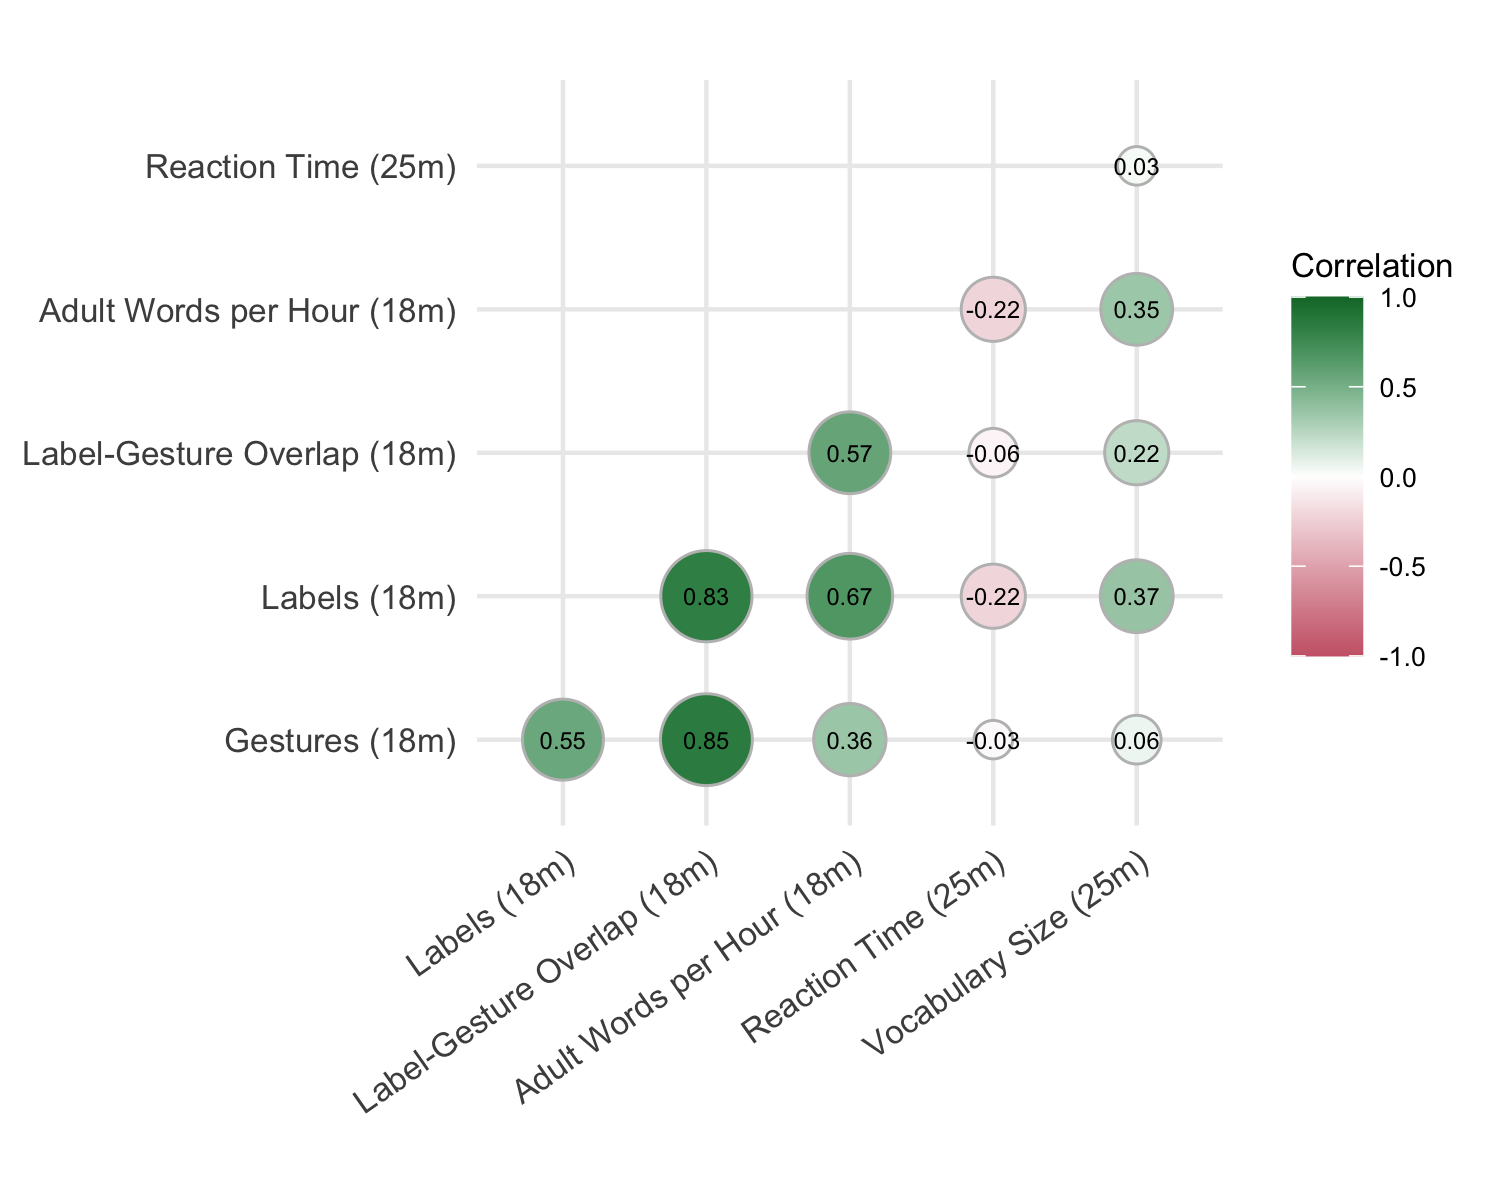 Reaction Time (25m)
0.03
Adult Words per Hour (18m)
-0.22 0.35
Label-Gesture Overlap (18m)
0.57 -0.06 0.22
Labels (18m)
0.83 0.67 -0.22 0.37
Gestures (18m)
0.55 0.85 0.36 -0.03 0.06
Labels (18m)
Label-Gesture Overlap (18m)
Adult Words per Hour (18m)
Reaction Time (25m)
Vocabulary Size (25m)
Correlation
1.0
0.5
0.0
-0.5
-1.0